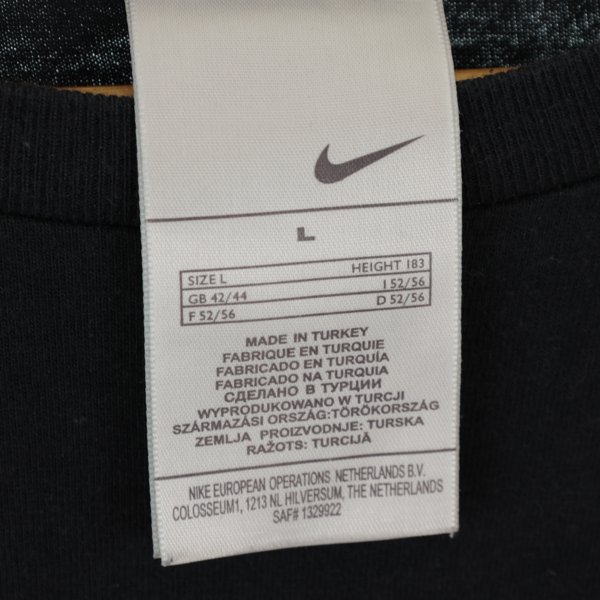 L
SIZE L HEIGHT 183
GB 42/44 I 52/56
F 52/56 D 52/56
MADE IN TURKEY
FABRIQUE EN TURQUIE
FABRICADO EN TURQUÍA
FABRICADO NA TURQUIA
СДЕЛАНО В ТУРЦИИ
WYPRODUKOWANO W TURCJI
SZÁRMAZÁSI ORSZÁG:TÖRÖKORSZÁG
ZEMLJA PROIZVODNJE: TURSKA
RAŽOTS: TURCIJĀ
NIKE EUROPEAN OPERATIONS NETHERLANDS B.V.
COLOSSEUM1, 1213 NL HILVERSUM, THE NETHERLANDS
SAF# 1329922